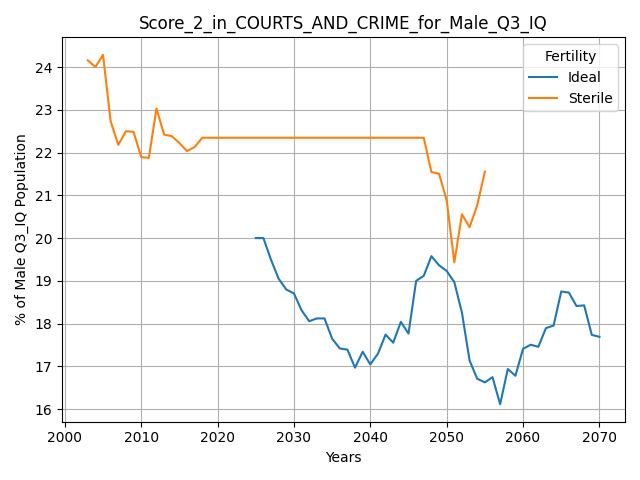 Score_2_in_COURTS_AND_CRIME_for_Male_Q3_IQ
Fertility
Ideal
Sterile
% of Male Q3_IQ Population
24
23
22
21
20
19
18
17
16
2000 2010 2020 2030 2040 2050 2060 2070
Years